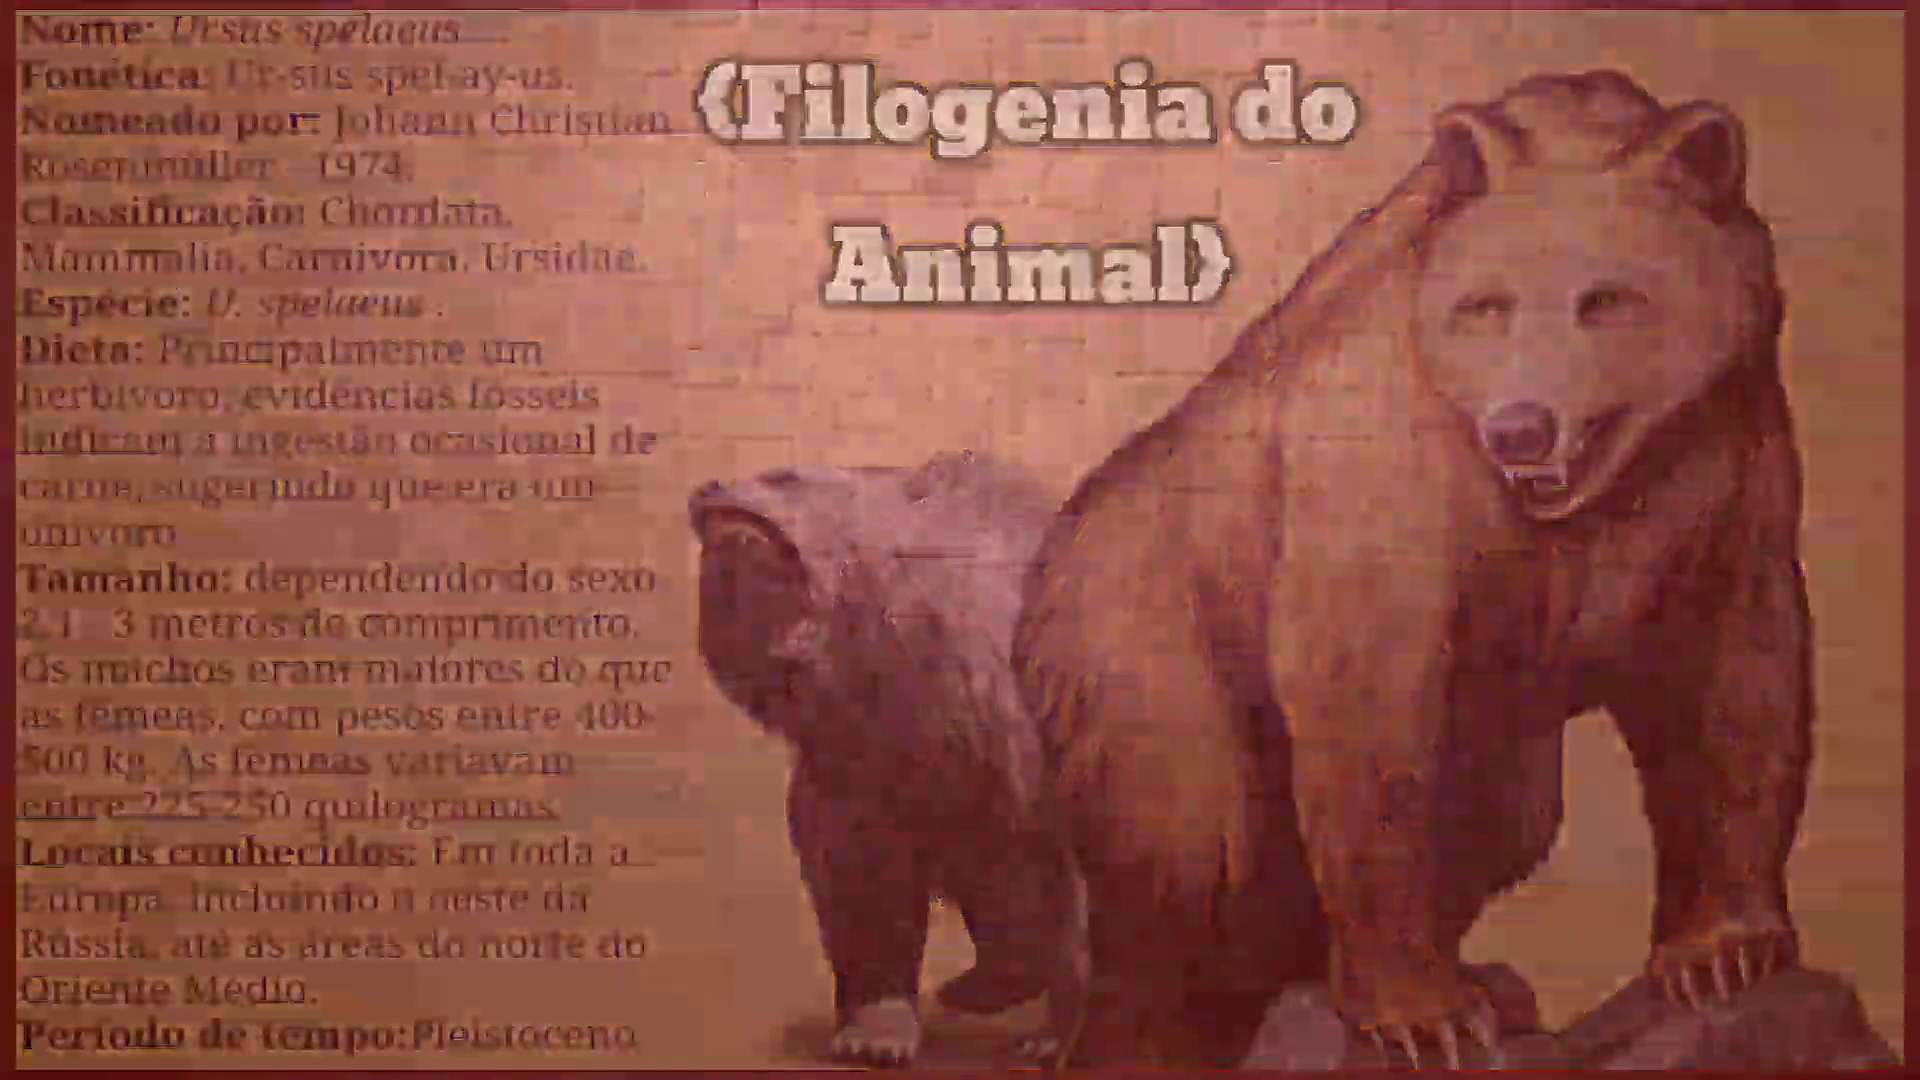 Nome: Ursus spelaeus
Fonética: Ur-sus spel-ay-us.
Nomeado por: Johann Christian
Rosenmüller - 1974.
Classificação: Chordata,
Mammalia, Carnivora, Ursidae.
Espécie: U. spelaeus .
Dieta: Principalmente um
herbívoro, evidências fósseis
indicam a ingestão ocasional de
carne, sugerindo que era um
onívoro
Tamanho: dependendo do sexo
2,1 - 3 metros de comprimento.
Os machos eram maiores do que
as fêmeas, com pesos entre 400-
500 kg. As fêmeas variavam
entre 225-250 quilogramas.
Locais conhecidos: Em toda a
Europa, incluindo o oeste da
Rússia, até as áreas do norte do
Oriente Médio.
Período de tempo:Pleistoceno
{Filogenia do
Animal}